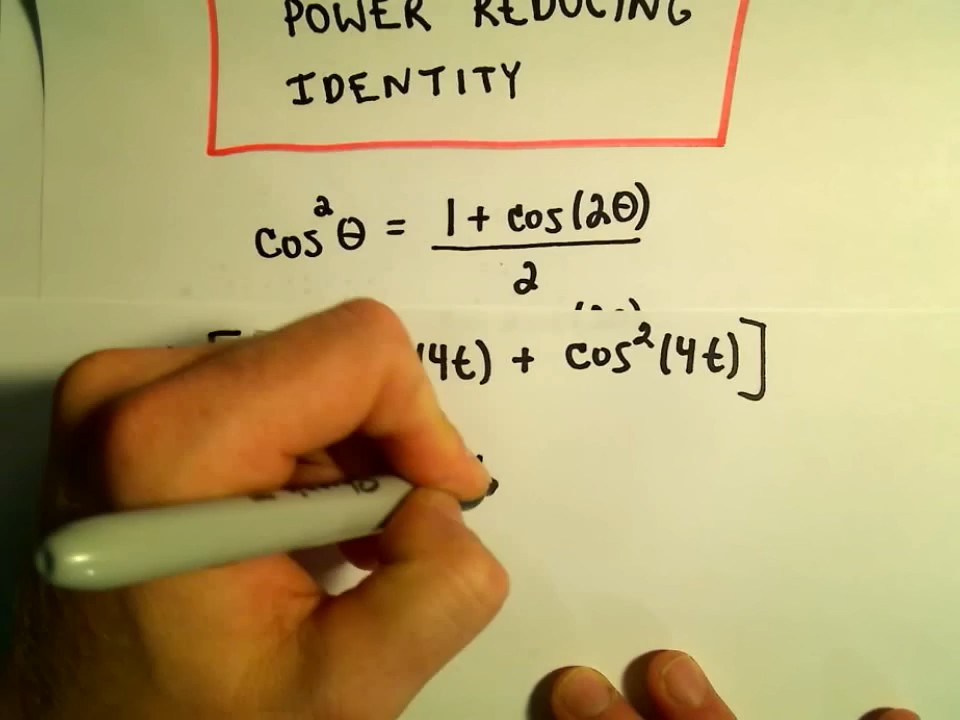 POWER REDUCING
IDENTITY
cos²θ = 1 + cos(2θ)
2
(4t) + cos²(4t)]